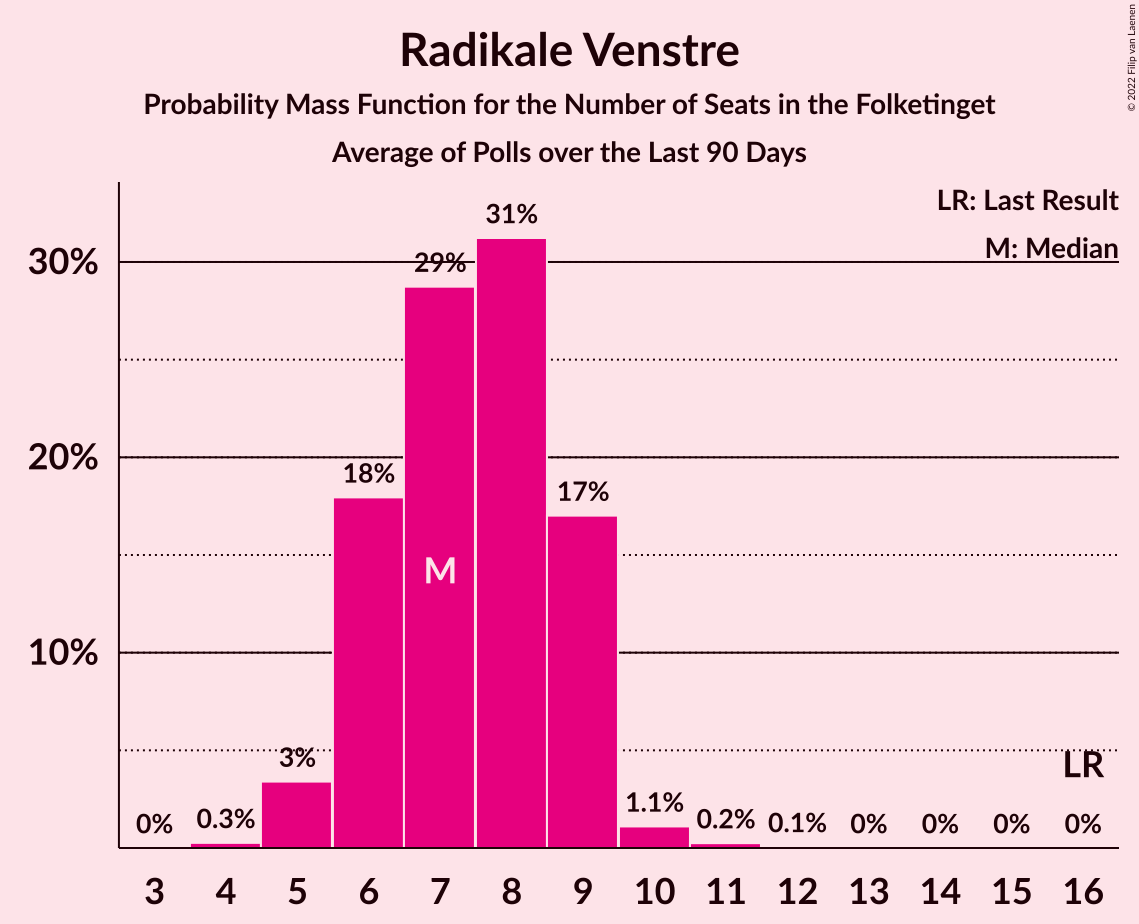 Radikale Venstre
Probability Mass Function for the Number of Seats in the Folketinget
Average of Polls over the Last 90 Days
© 2022 Filip van Laenen
LR: Last Result
M: Median
30%
20%
10%
0%
0.3%
3%
18%
29%
31%
17%
1.1%
0.2%
0.1%
0%
0%
0%
0%
M
LR
3 4 5 6 7 8 9 10 11 12 13 14 15 16